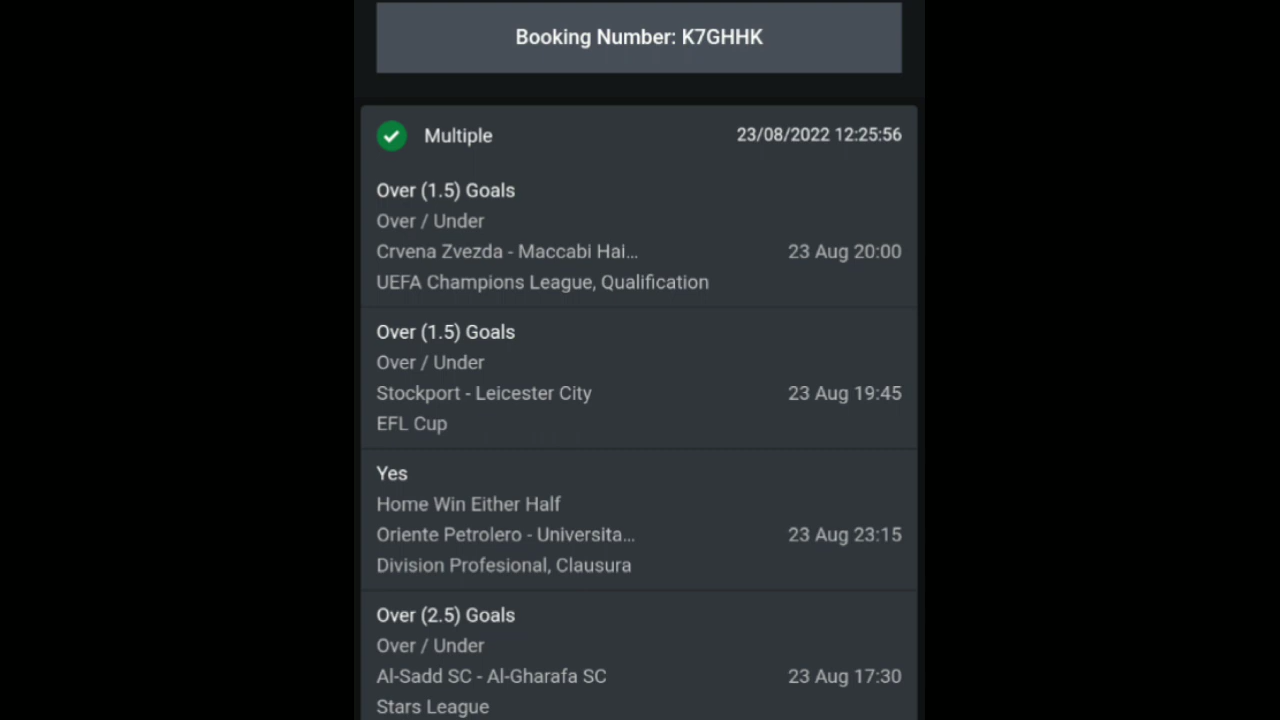 Booking Number: K7GHHK
Multiple 23/08/2022 12:25:56
Over (1.5) Goals
Over / Under
Crvena Zvezda - Maccabi Hai... 23 Aug 20:00
UEFA Champions League, Qualification
Over (1.5) Goals
Over / Under
Stockport - Leicester City 23 Aug 19:45
EFL Cup
Yes
Home Win Either Half
Oriente Petrolero - Universita... 23 Aug 23:15
Division Profesional, Clausura
Over (2.5) Goals
Over / Under
Al-Sadd SC - Al-Gharafa SC 23 Aug 17:30
Stars League